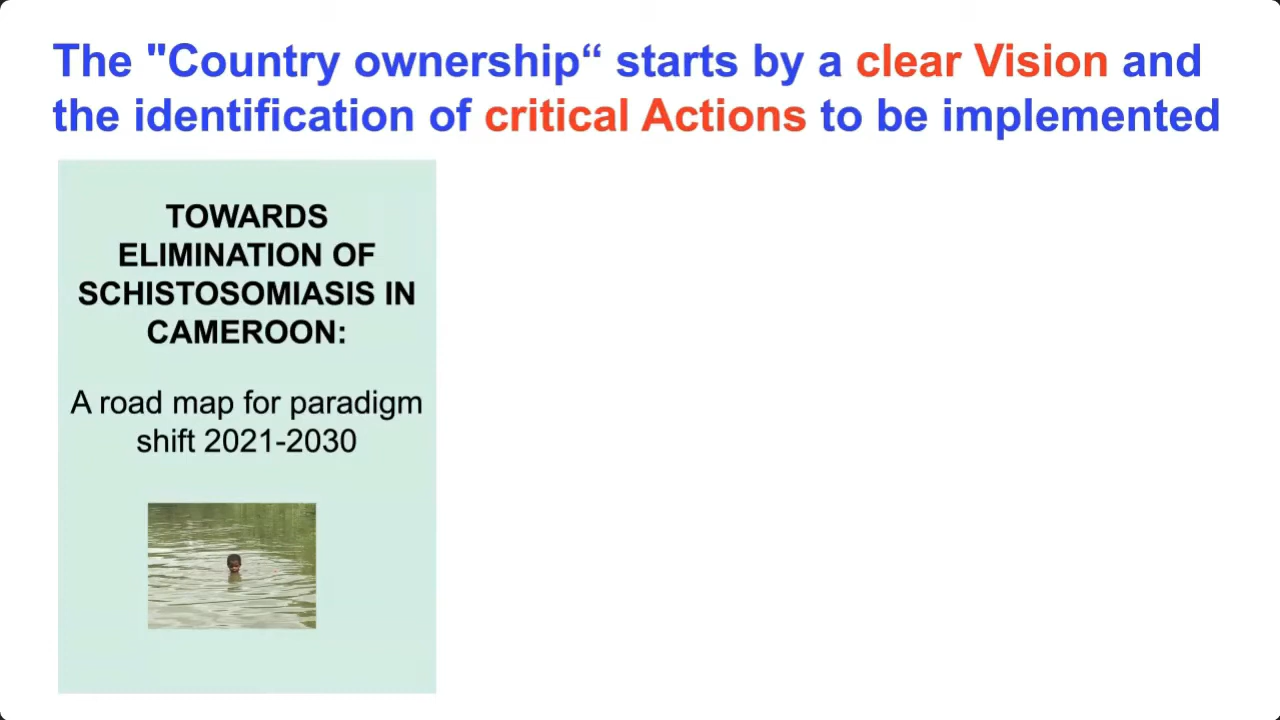 The "Country ownership“ starts by a clear Vision and
the identification of critical Actions to be implemented
TOWARDS
ELIMINATION OF
SCHISTOSOMIASIS IN
CAMEROON:
A road map for paradigm
shift 2021-2030